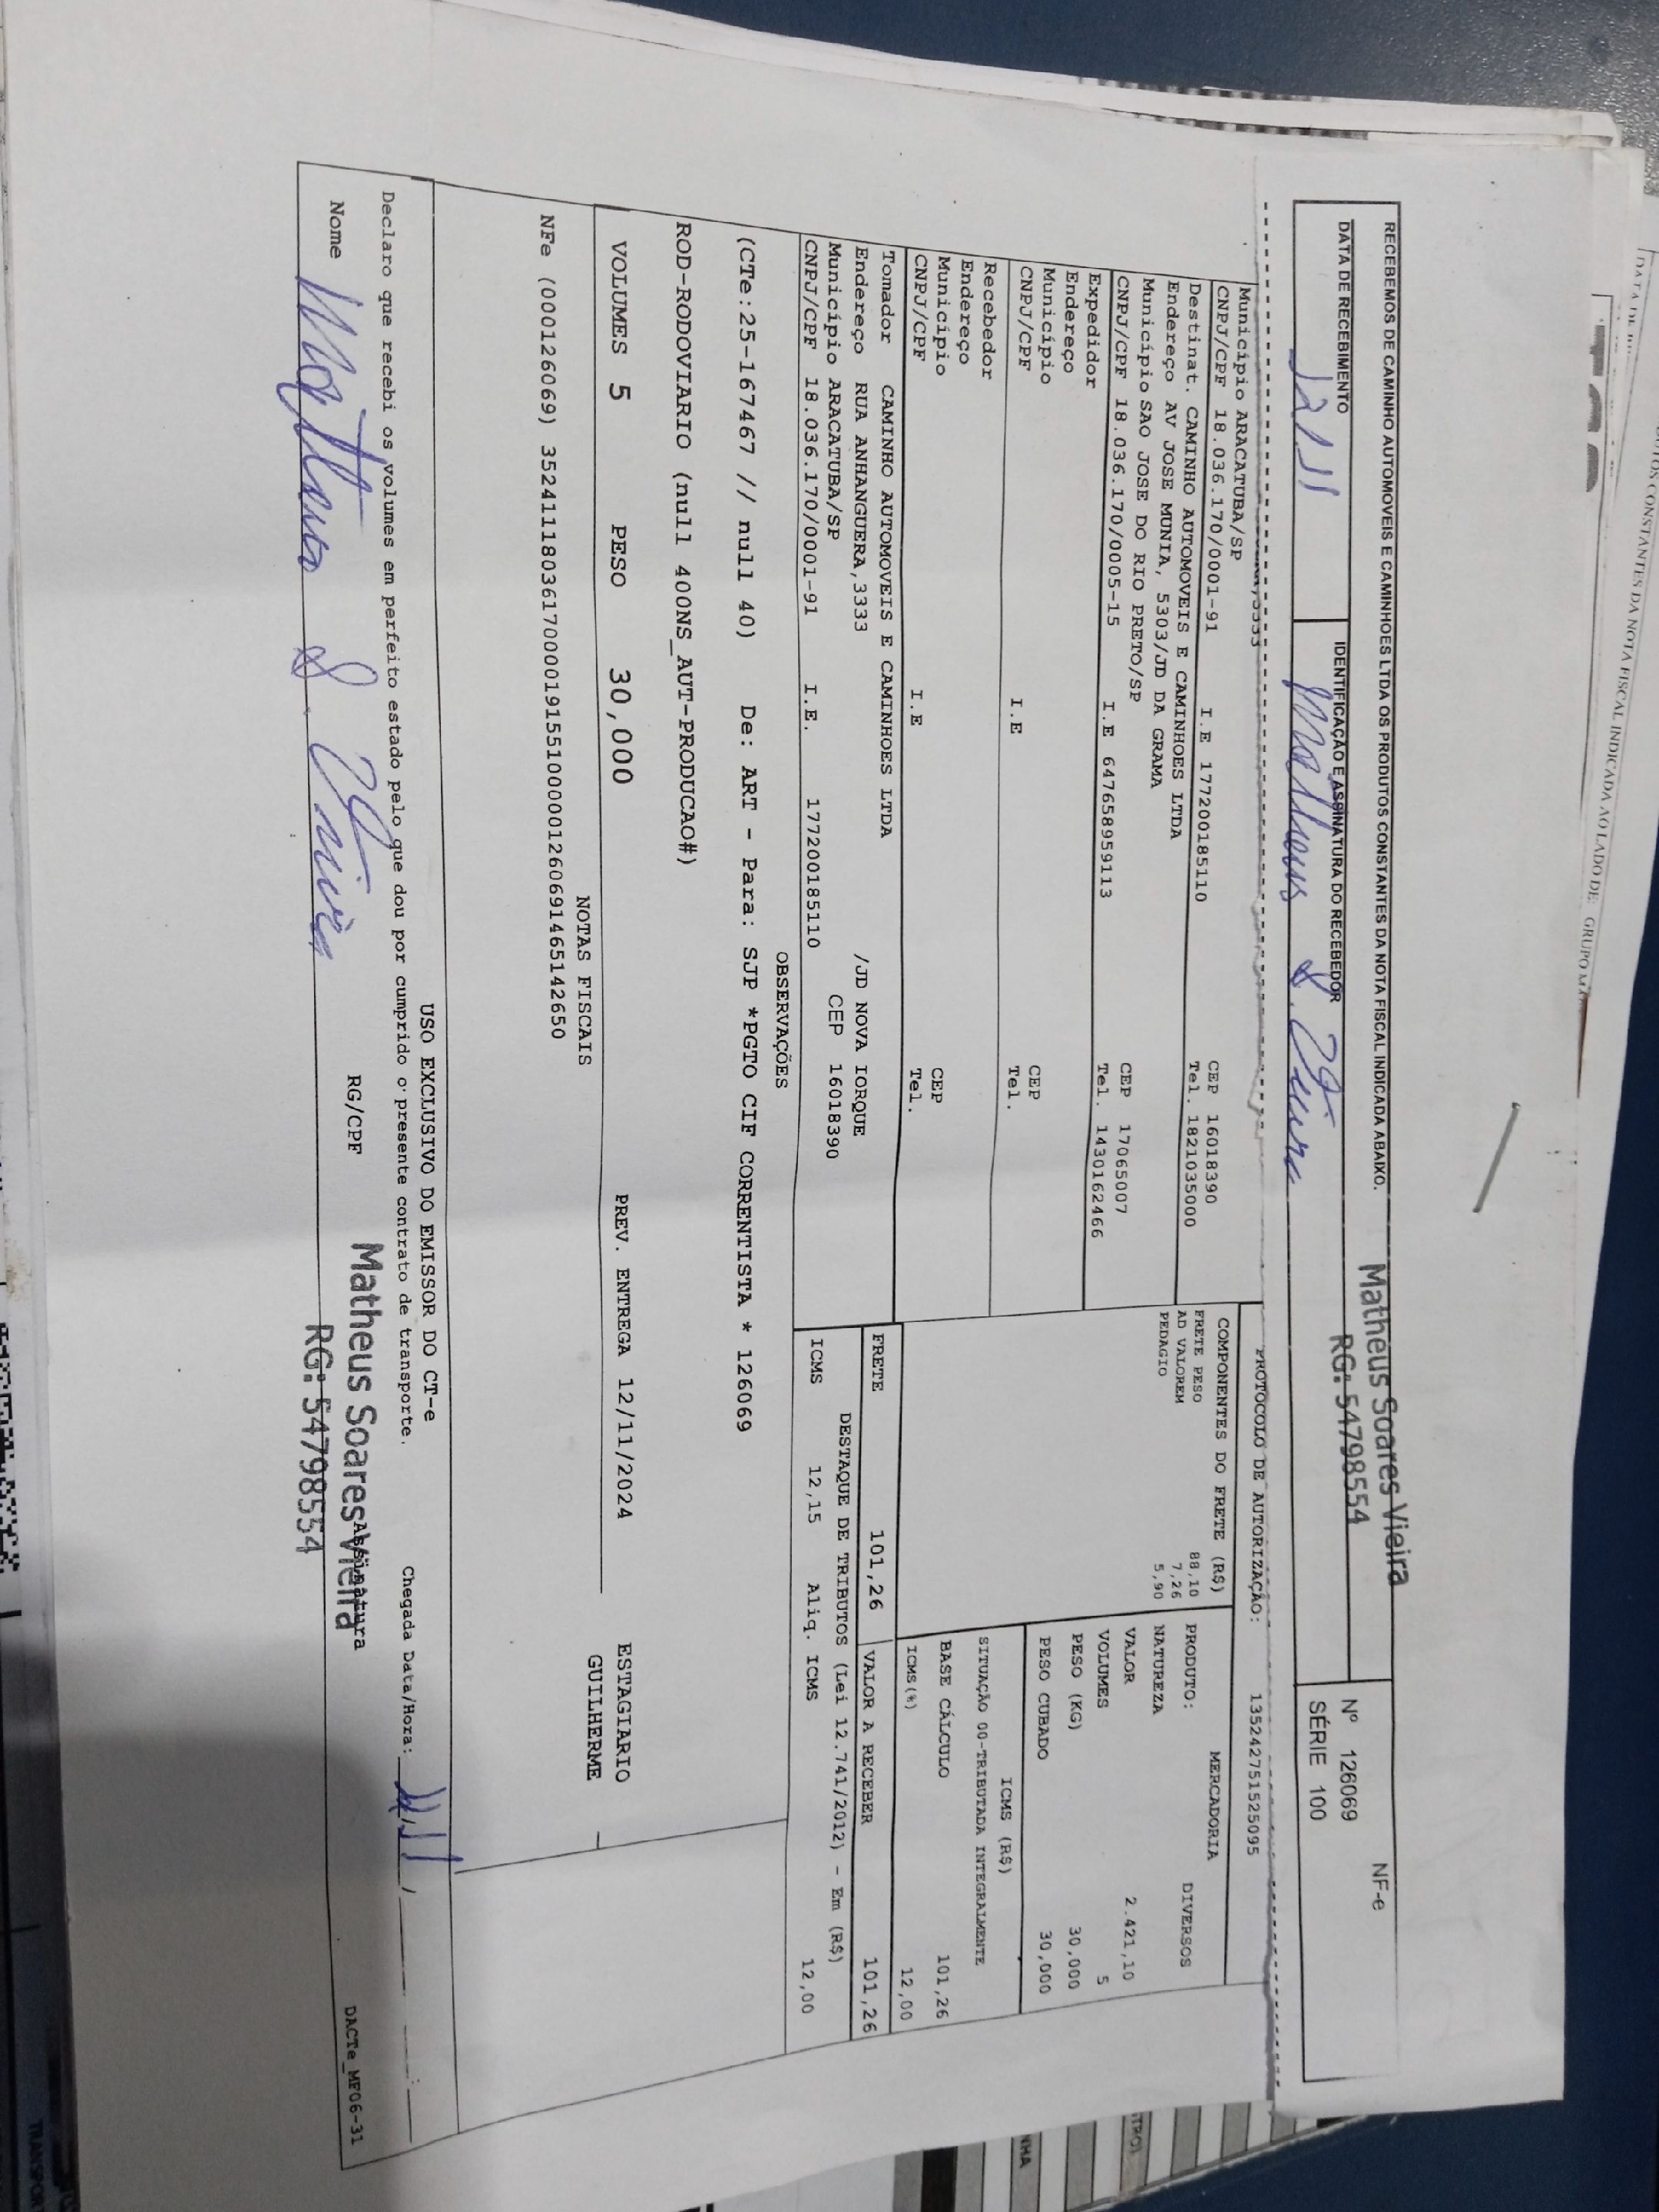 RECEBEMOS DE CAMINHO AUTOMOVEIS E CAMINHOES LTDA OS PRODUTOS CONSTANTES DA NOTA FISCAL INDICADA ABAIXO.
NF-e
DATA DE RECEBIMENTO
IDENTIFICAÇÃO E ASSINATURA DO RECEBEDOR
Nº 126069
SÉRIE 100
12/11
Matheus S. Vieira
Matheus Soares Vieira
RG: 54798554
PROTOCOLO DE AUTORIZAÇÃO: 135242751525095
Município ARACATUBA/SP
CNPJ/CPF 18.036.170/0001-91 I.E 177200185110 CEP 16018390
Tel. 1821035000
Destinat. CAMINHO AUTOMOVEIS E CAMINHOES LTDA
Endereço AV JOSE MUNIA, 5303/JD DA GRAMA
Município SAO JOSE DO RIO PRETO/SP CEP 17065007
CNPJ/CPF 18.036.170/0005-15 I.E 647658959113 Tel. 1430162466
Expedidor
Endereço
Município CEP
CNPJ/CPF I.E Tel.
Recebedor
Endereço
Município CEP
CNPJ/CPF I.E Tel.
Tomador CAMINHO AUTOMOVEIS E CAMINHOES LTDA
Endereço RUA ANHANGUERA,3333 /JD NOVA IORQUE
Município ARACATUBA/SP CEP 16018390
CNPJ/CPF 18.036.170/0001-91 I.E. 177200185110
COMPONENTES DO FRETE (R$)
FRETE PESO 88,10
AD VALOREM 7,26
PEDAGIO 5,90
MERCADORIA
PRODUTO: DIVERSOS
NATUREZA
VALOR 2.421,10
VOLUMES 5
PESO (KG) 30,000
PESO CUBADO 30,000
ICMS (R$)
SITUAÇÃO 00-TRIBUTADA INTEGRALMENTE
BASE CÁLCULO 101,26
ICMS(%) 12,00
FRETE 101,26 VALOR A RECEBER 101,26
DESTAQUE DE TRIBUTOS (Lei 12.741/2012) - Em (R$)
ICMS 12,15 Aliq. ICMS 12,00
OBSERVAÇÕES
(CTe:25-167467 // null 40) De: ART - Para: SJP *PGTO CIF CORRENTISTA * 126069
ROD-RODOVIARIO (null 400NS_AUT-PRODUCAO#)
VOLUMES 5 PESO 30,000 PREV. ENTREGA 12/11/2024 ESTAGIARIO
GUILHERME
NOTAS FISCAIS
NFe (000126069) 35241118036170000191551000001260691465142650
USO EXCLUSIVO DO EMISSOR DO CT-e
Declaro que recebi os volumes em perfeito estado pelo que dou por cumprido o presente contrato de transporte.
Chegada Data/Hora:
Nome Matheus S. Vieira RG/CPF
Assinatura
Matheus Soares Vieira
RG: 54798554
DACTe_MF06-31